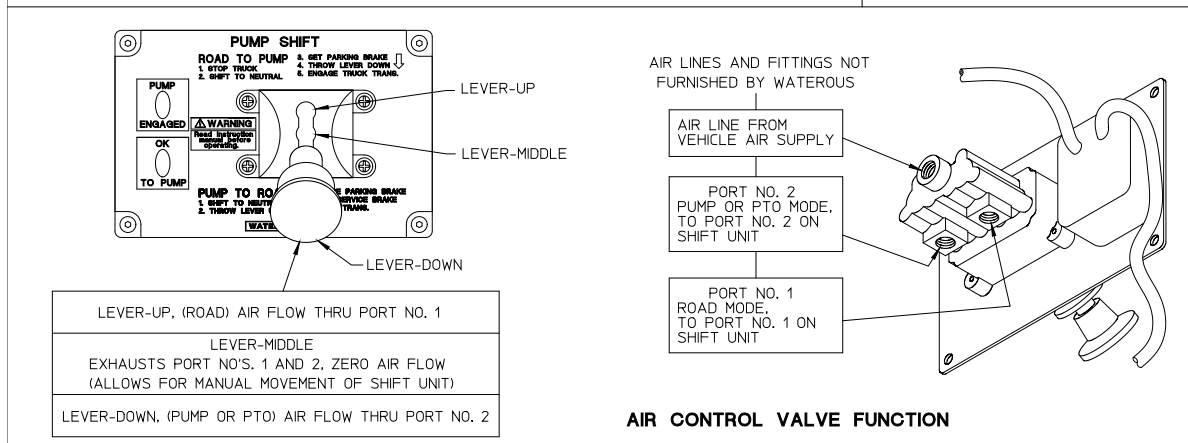 PUMP SHIFT
ROAD TO PUMP
1. STOP TRUCK
2. SHIFT TO NEUTRAL
3. SET PARKING BRAKE
4. THROW LEVER DOWN
5. ENGAGE TRUCK TRANS.
PUMP
ENGAGED
WARNING
Read instruction
manual before
operating.
OK
TO PUMP
PUMP TO
1. SHIFT TO
2. THROW LEVER
PARKING BRAKE
BRAKE
TRANS.
LEVER-UP
LEVER-MIDDLE
LEVER-DOWN
LEVER-UP, (ROAD) AIR FLOW THRU PORT NO. 1
LEVER-MIDDLE
EXHAUSTS PORT NO'S. 1 AND 2, ZERO AIR FLOW
(ALLOWS FOR MANUAL MOVEMENT OF SHIFT UNIT)
LEVER-DOWN, (PUMP OR PTO) AIR FLOW THRU PORT NO. 2
AIR LINES AND FITTINGS NOT
FURNISHED BY WATEROUS
AIR LINE FROM
VEHICLE AIR SUPPLY
PORT NO. 2
PUMP OR PTO MODE,
TO PORT NO. 2 ON
SHIFT UNIT
PORT NO. 1
ROAD MODE,
TO PORT NO. 1 ON
SHIFT UNIT
AIR CONTROL VALVE FUNCTION